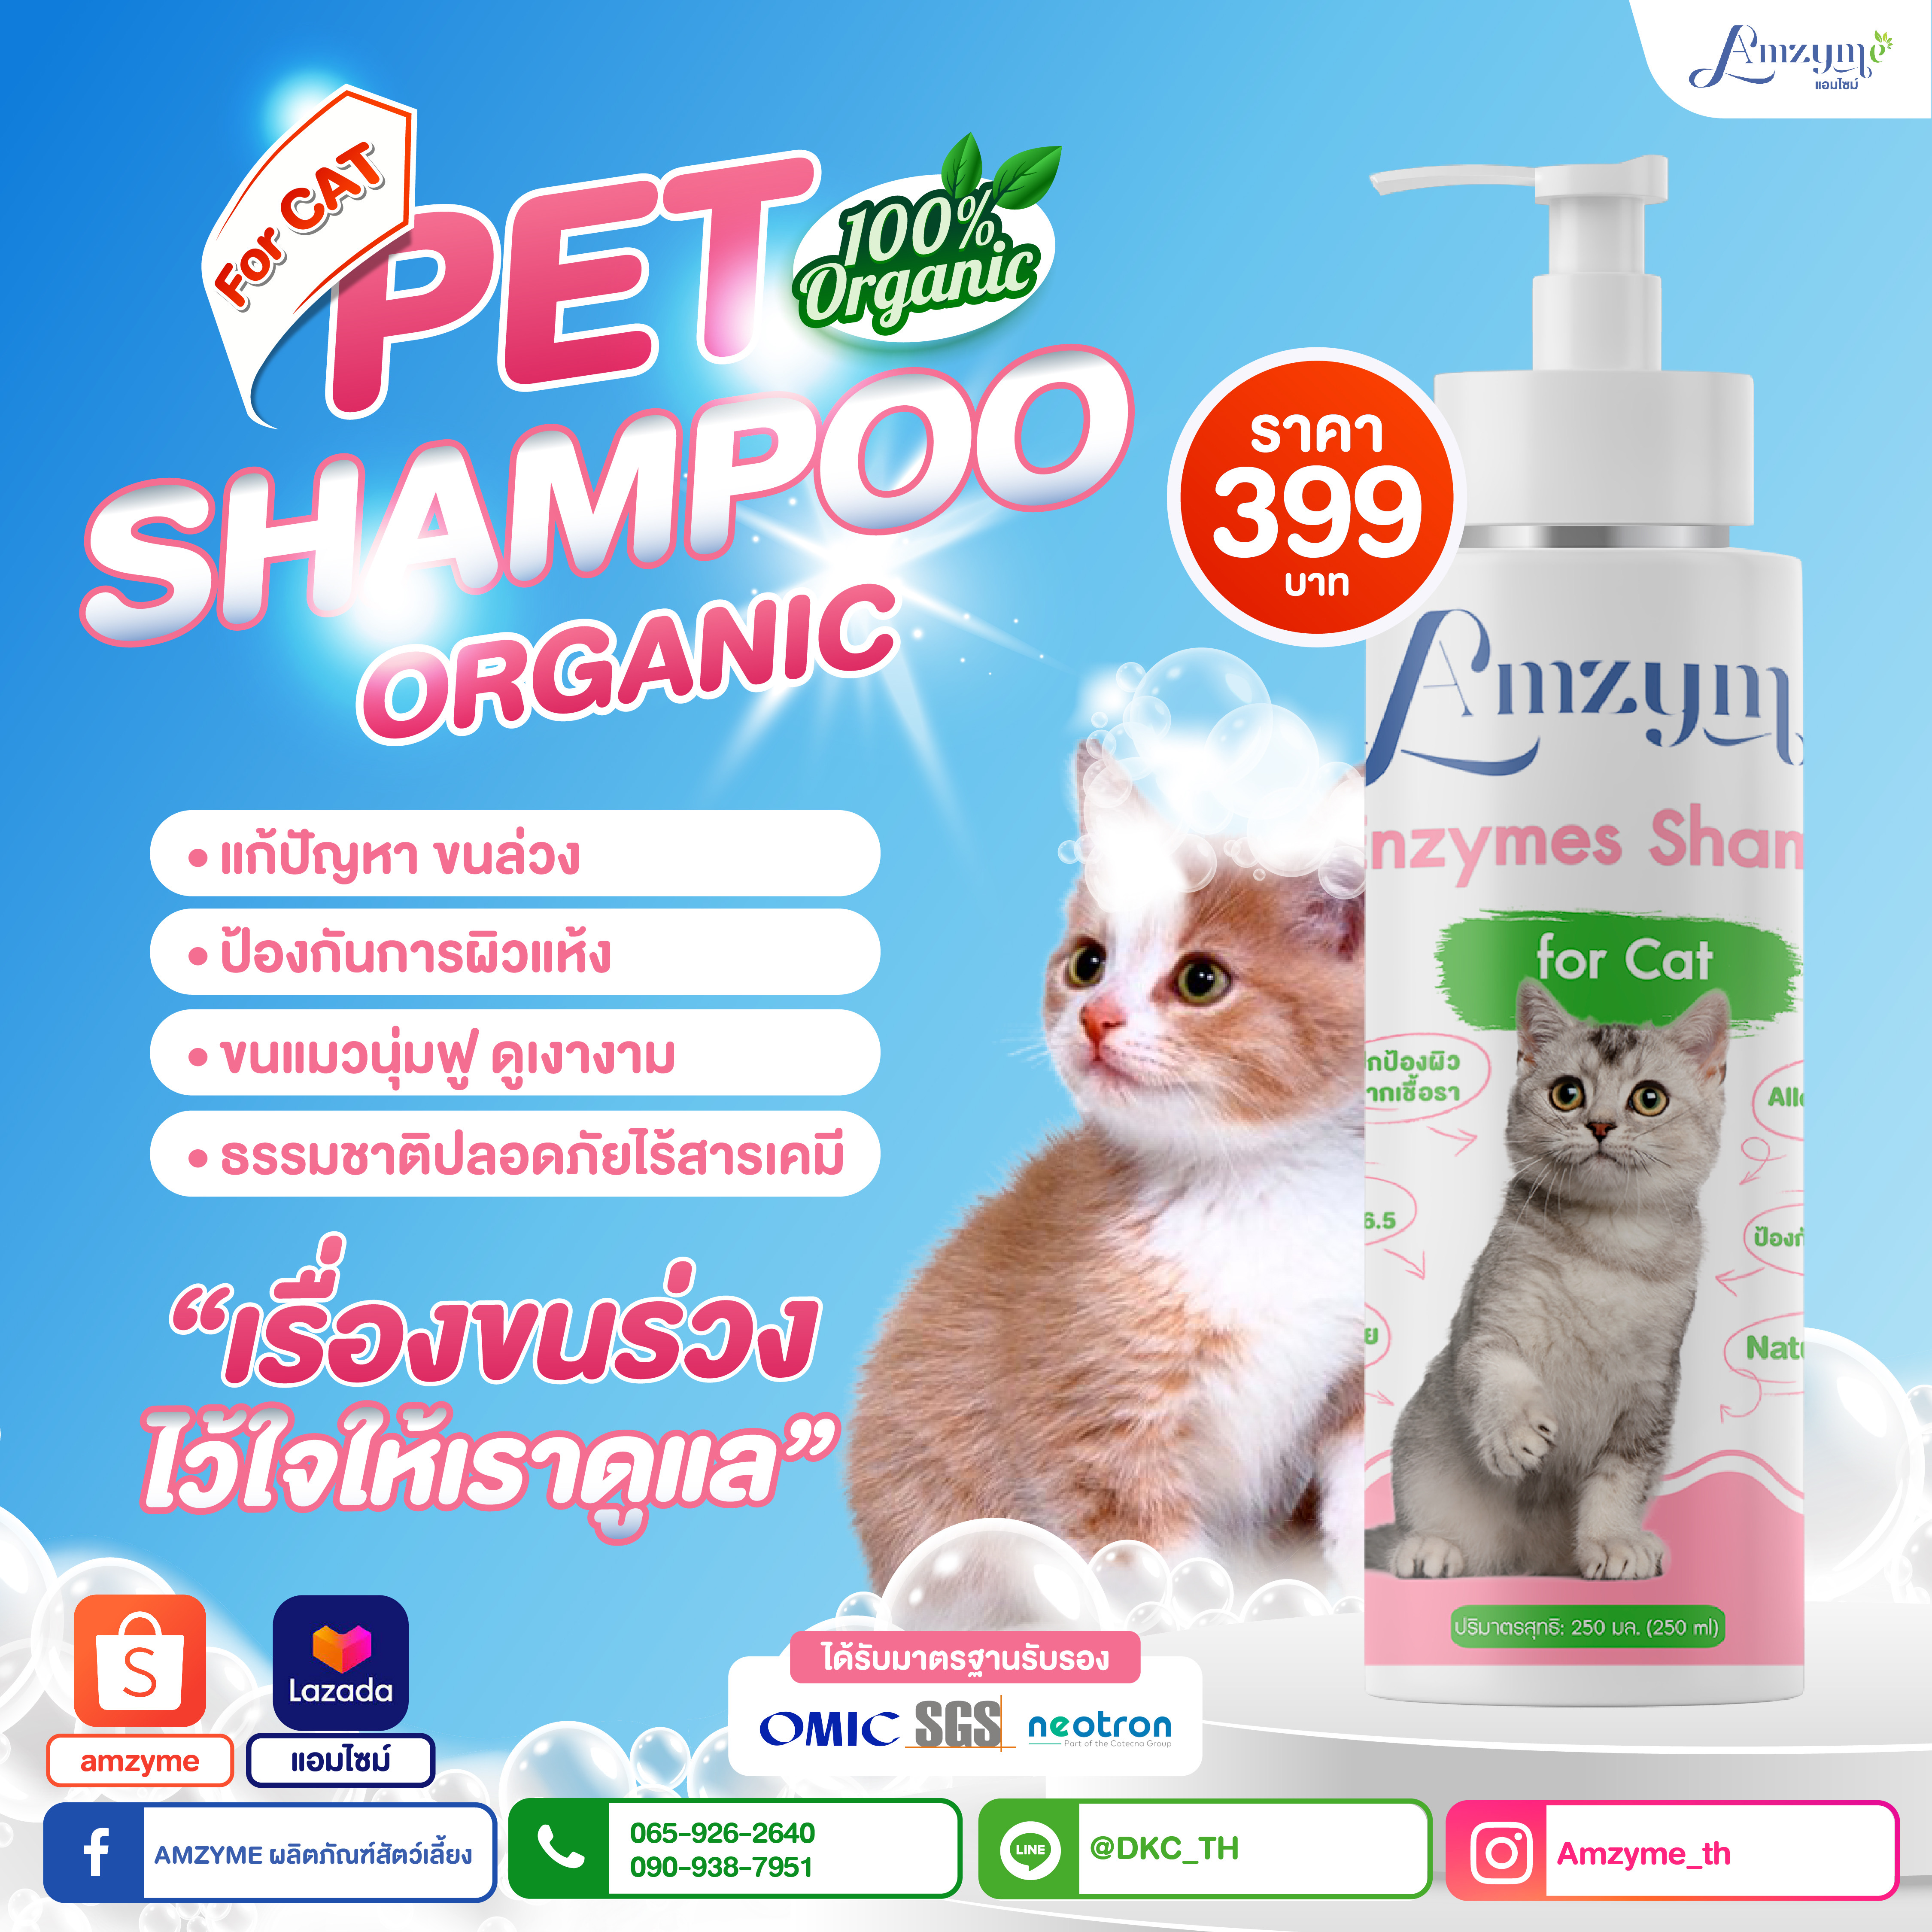 Amzyme
แอมไซม์
For CAT
PET
100%
Organic
SHAMPOO
ORGANIC
ราคา
399
บาท
• แก้ปัญหา ขนล่วง
• ป้องกันการผิวแห้ง
• ขนแมวนุ่มฟู ดูเงางาม
• ธรรมชาติปลอดภัยไร้สารเคมี
“เรื่องขนร่วง
ไว้ใจให้เราดูแล”
Amzym
nzymes Sham
for Cat
กป้องผิว
ากเชื้อรา
All
6.5
ป้องกั
ย
Natu
ปริมาตรสุทธิ: 250 มล. (250 ml)
S
Lazada
amzyme
แอมไซม์
ได้รับมาตรฐานรับรอง
OMIC SGS neotron
Part of the Cotecna Group
f AMZYME ผลิตภัณฑ์สัตว์เลี้ยง
065-926-2640
090-938-7951
LINE @DKC_TH
Amzyme_th